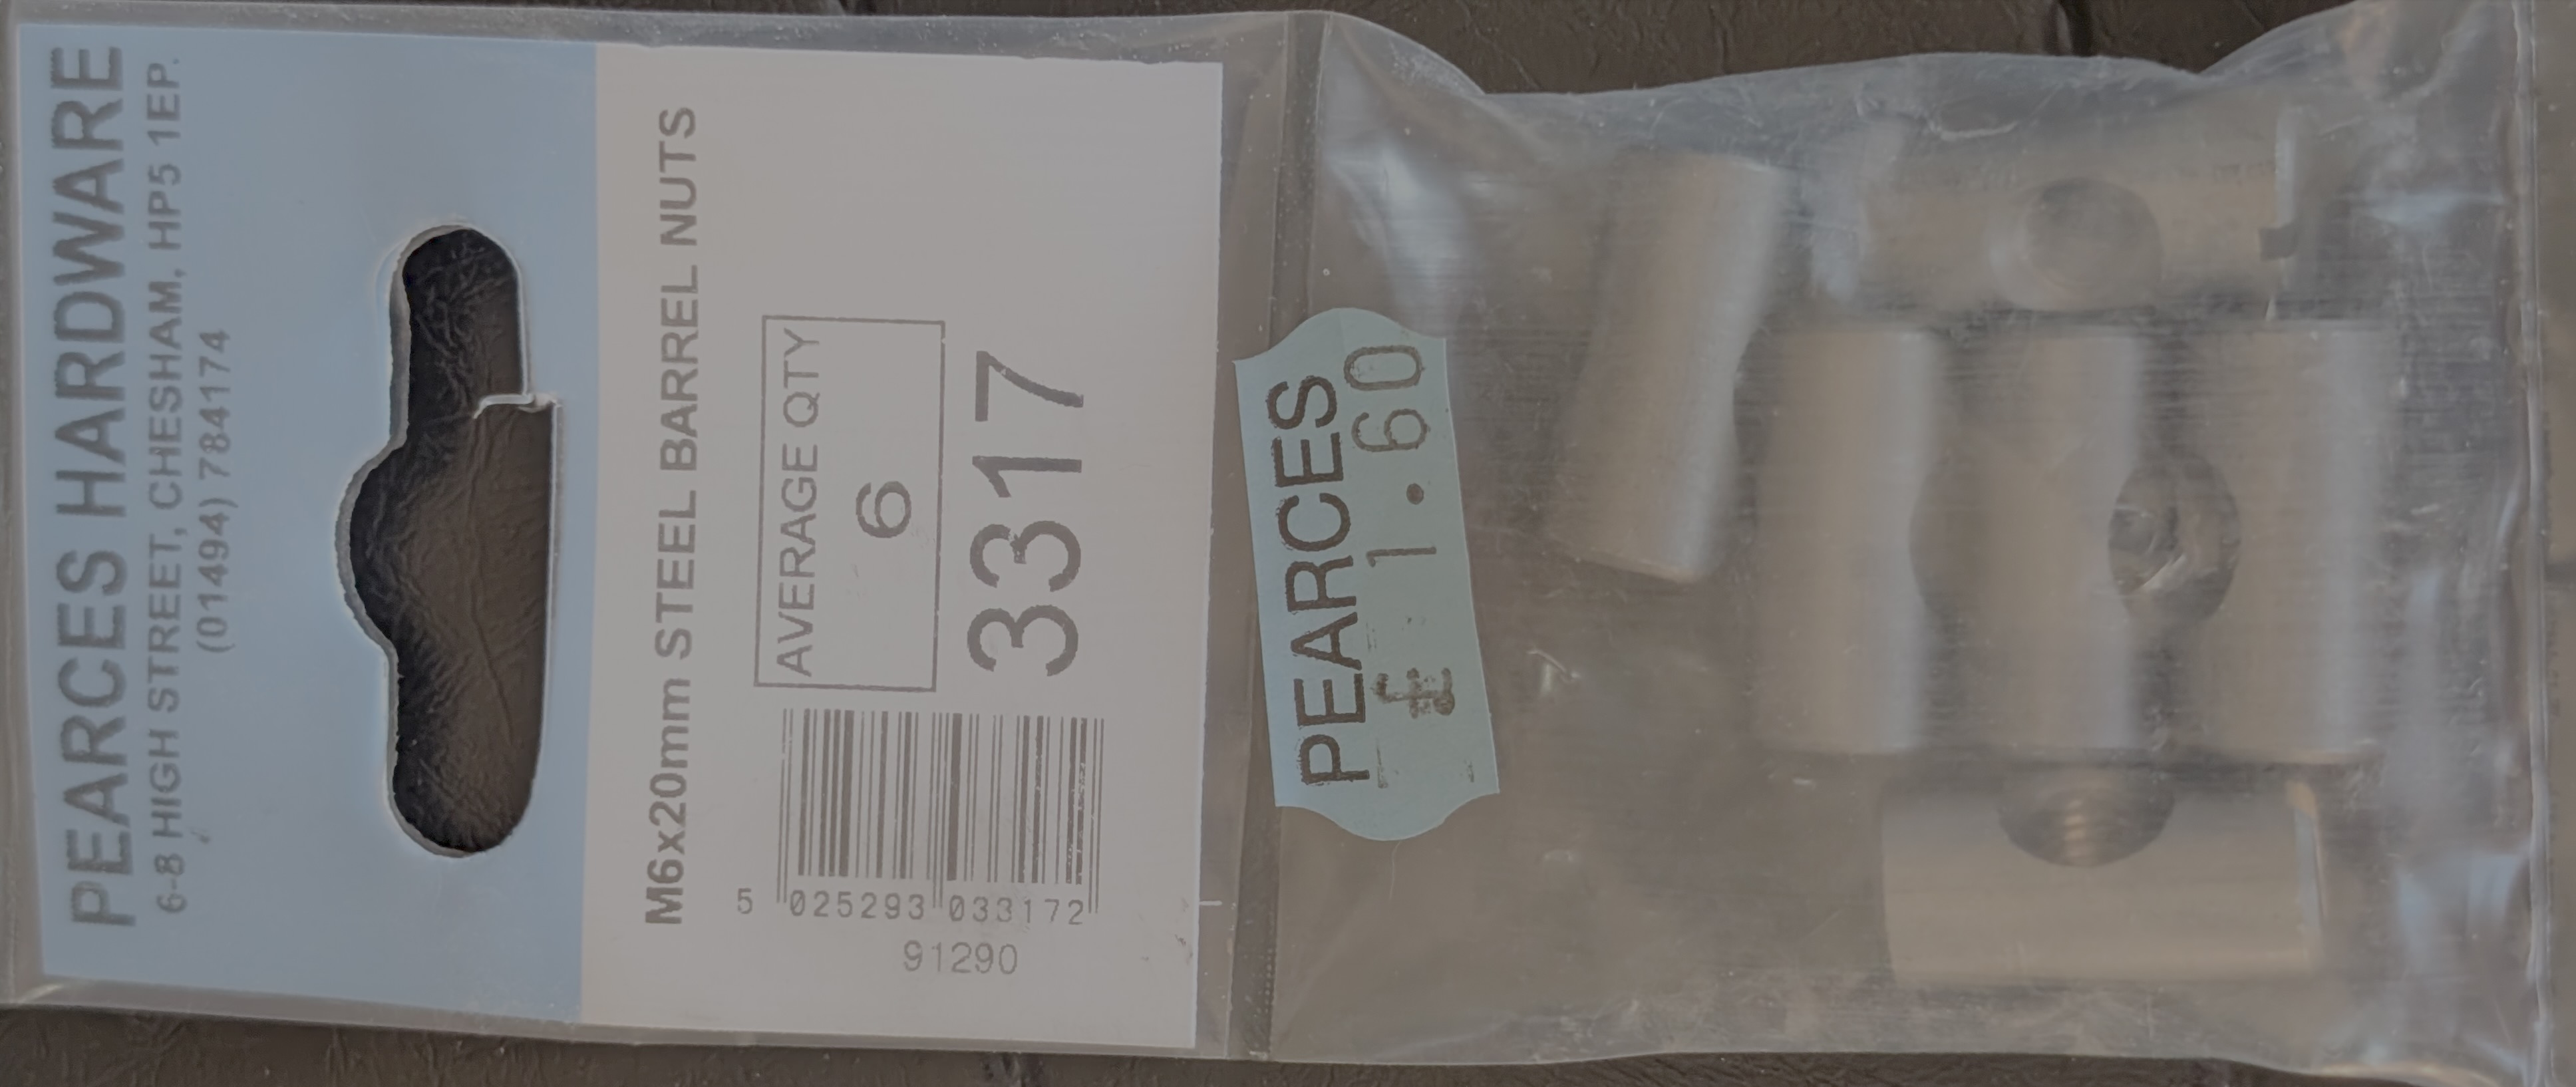 PEARCES HARDWARE
6-8 HIGH STREET, CHESHAM, HP5 1EP.
(01494) 784174
M6x20mm STEEL BARREL NUTS
AVERAGE QTY
6
3317
5 025293 033172
91290
PEARCES
£ 1.60